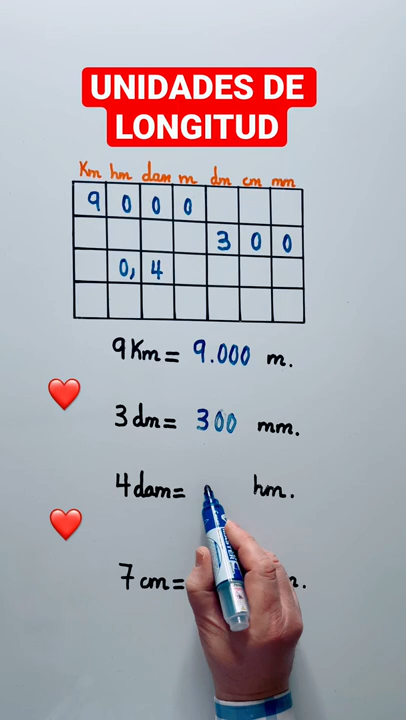 UNIDADES DE
LONGITUD
Km hm dam m dm cm mm
9 0 0 0
3 0 0
0, 4
9 Km = 9.000 m.
3 dm = 300 mm.
4 dam = hm.
7 cm =